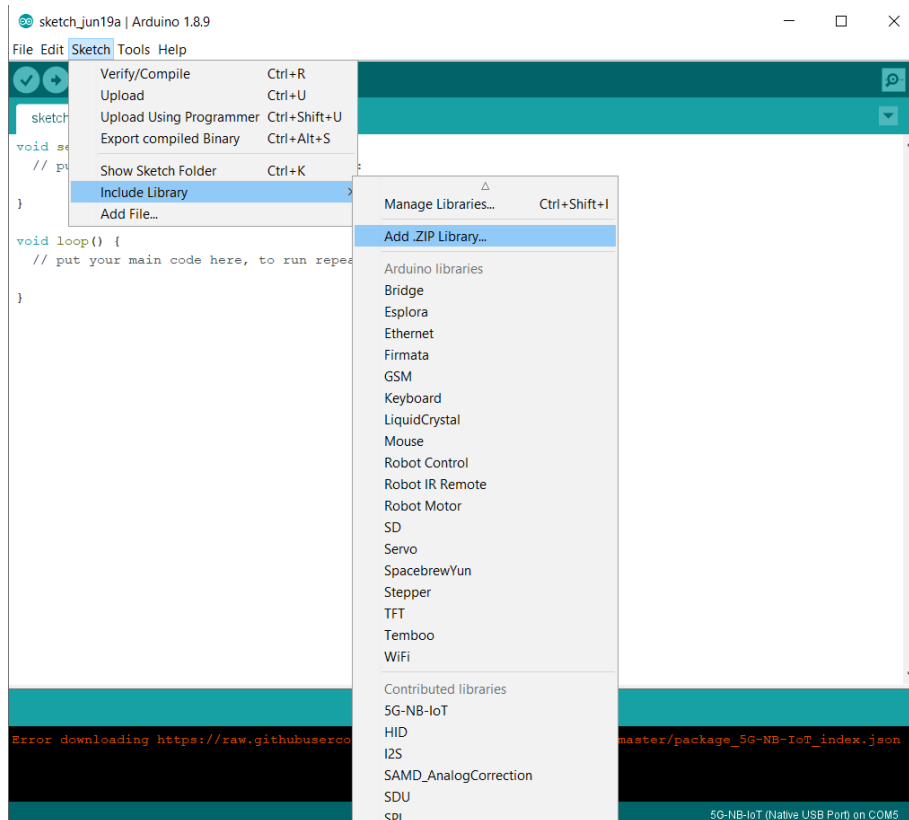 sketch_jun19a | Arduino 1.8.9
File Edit Sketch Tools Help
Verify/Compile Ctrl+R
Upload Ctrl+U
sketch
Upload Using Programmer Ctrl+Shift+U
Export compiled Binary Ctrl+Alt+S
void se
// pu
Show Sketch Folder Ctrl+K
:
Include Library
}
Add File...
Manage Libraries... Ctrl+Shift+I
void loop() {
// put your main code here, to run repea
}
Add .ZIP Library...
Arduino libraries
Bridge
Esplora
Ethernet
Firmata
GSM
Keyboard
LiquidCrystal
Mouse
Robot Control
Robot IR Remote
Robot Motor
SD
Servo
SpacebrewYun
Stepper
TFT
Temboo
WiFi
Contributed libraries
5G-NB-IoT
HID
I2S
SAMD_AnalogCorrection
SDU
SPI
Error downloading https://raw.githubuserco master/package_5G-NB-IoT_index.json
5G-NB-IoT (Native USB Port) on COM5